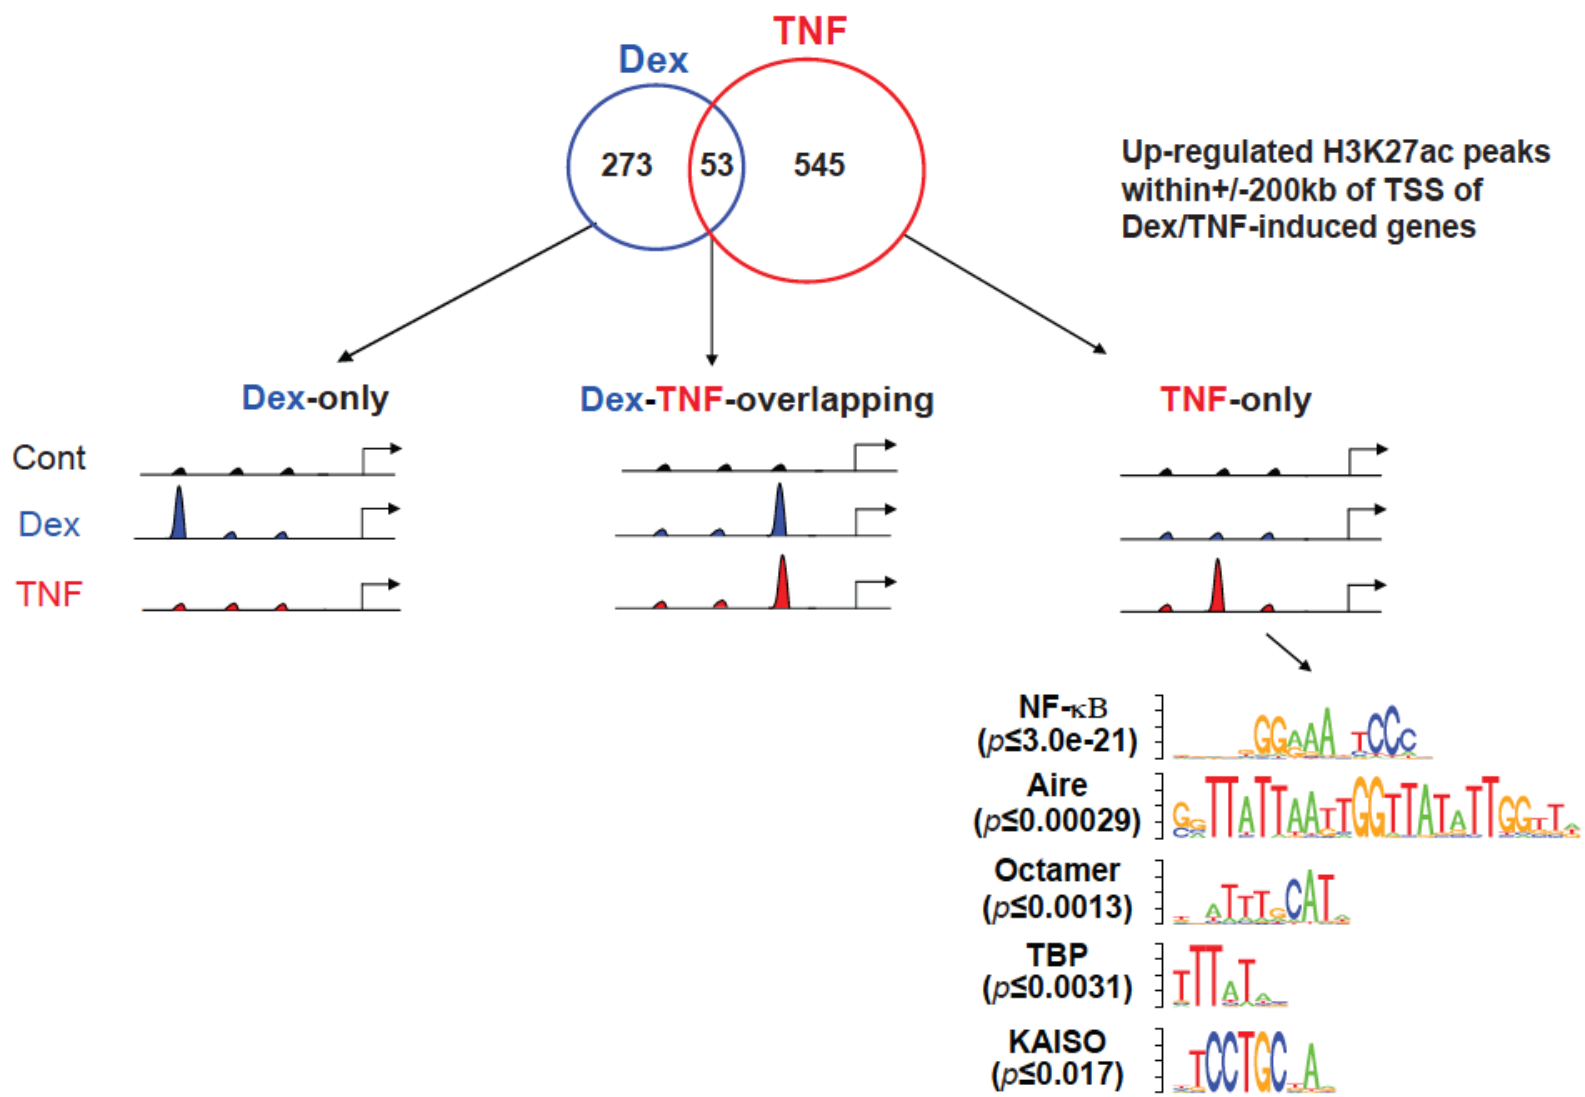 TNF
Dex
273
53
545
Up-regulated H3K27ac peaks
within+/-200kb of TSS of
Dex/TNF-induced genes
Dex-only
Dex-TNF-overlapping
TNF-only
Cont
Dex
TNF
NF-κB
(p≤3.0e-21)
Aire
(p≤0.00029)
Octamer
(p≤0.0013)
TBP
(p≤0.0031)
KAISO
(p≤0.017)